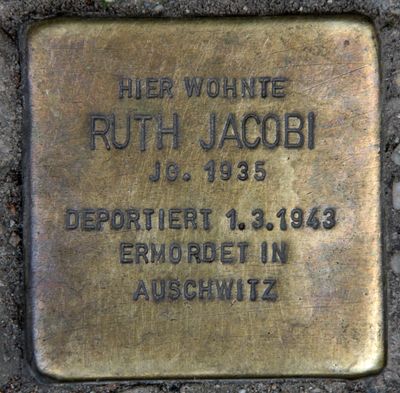 HIER WOHNTE
RUTH JACOBI
JG. 1935
DEPORTIERT 1.3.1943
ERMORDET IN
AUSCHWITZ